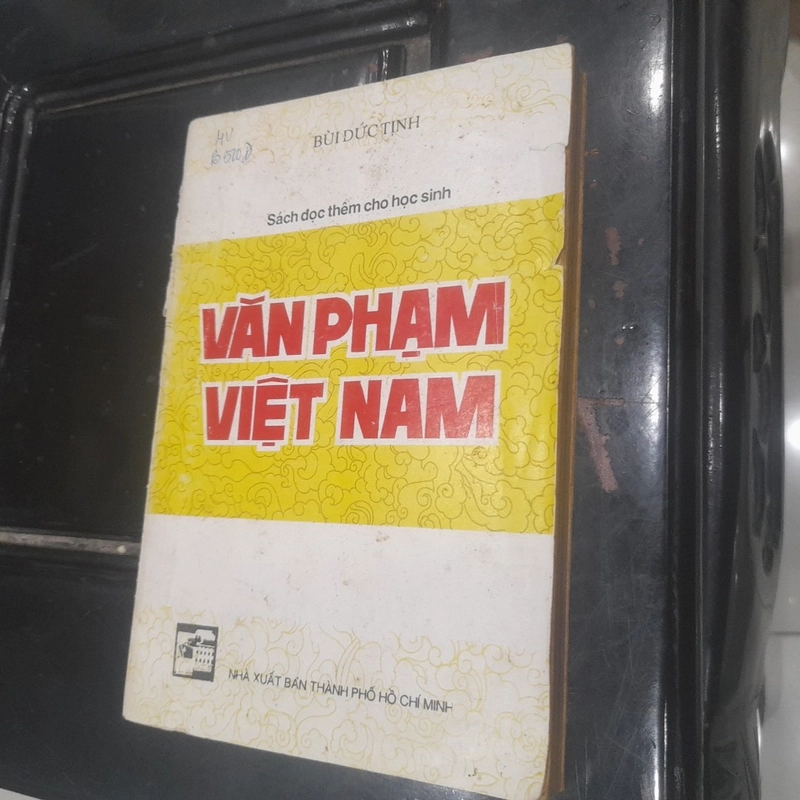 BÙI ĐỨC TỊNH
Sách đọc thêm cho học sinh
VĂN PHẠM
VIỆT NAM
NHÀ XUẤT BẢN THÀNH PHỐ HỒ CHÍ MINH